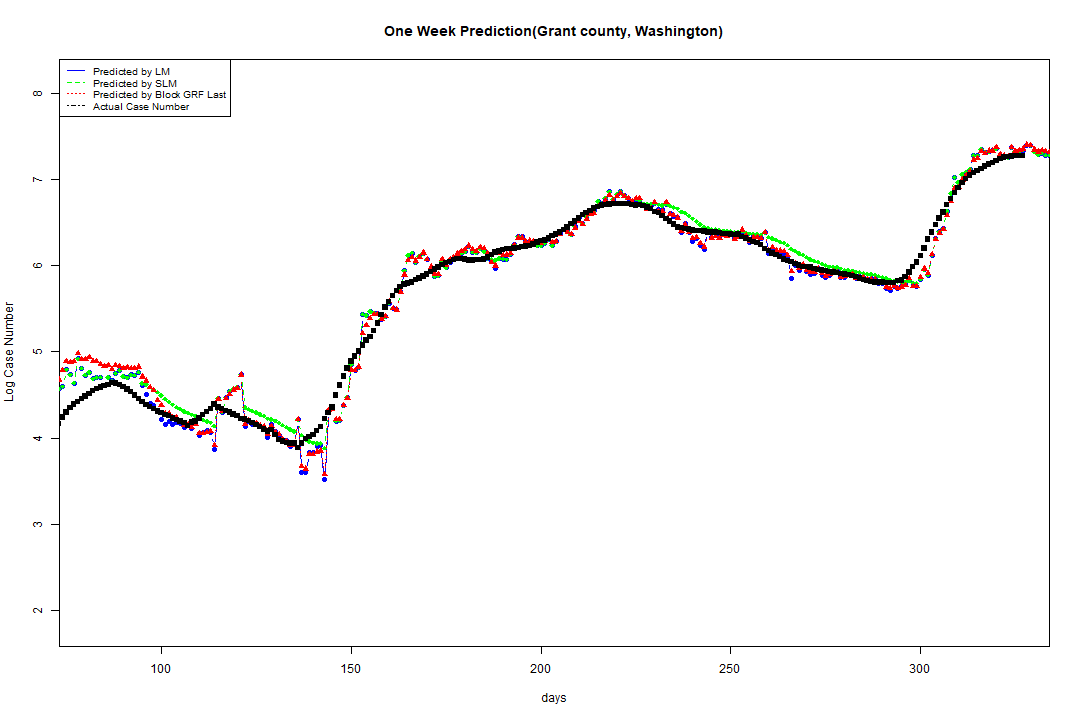 One Week Prediction(Grant county, Washington)
Predicted by LM
Predicted by SLM
Predicted by Block GRF Last
Actual Case Number
8
7
6
5
4
3
2
Log Case Number
100 150 200 250 300
days